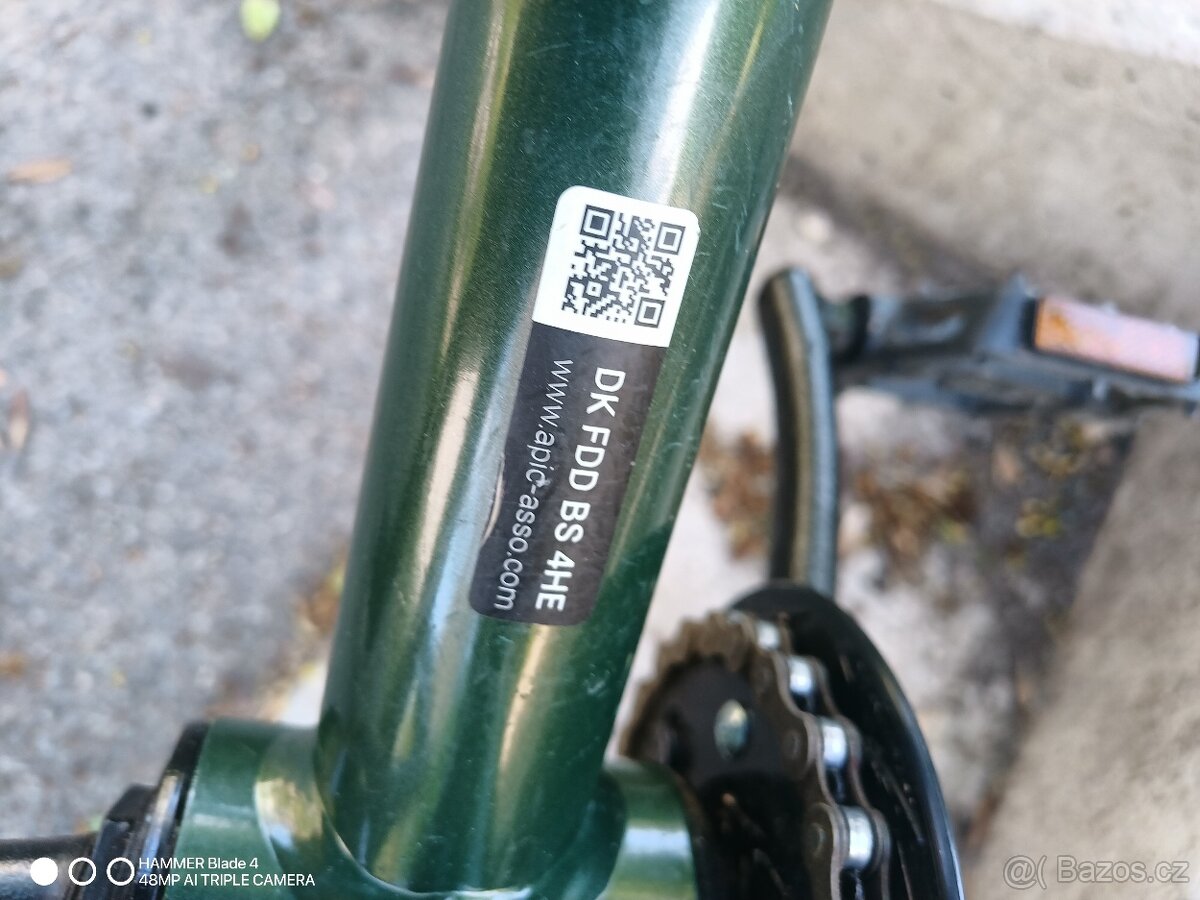 DK FDD BS 4HE
www.apic-asso.com
HAMMER Blade 4
48MP AI TRIPLE CAMERA
@( Bazos.cz